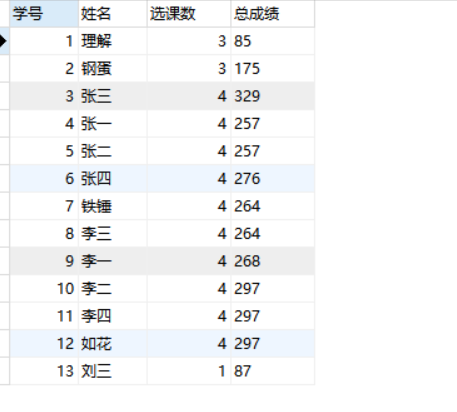 学号 姓名 选课数 总成绩
1 理解 3 85
2 钢蛋 3 175
3 张三 4 329
4 张一 4 257
5 张二 4 257
6 张四 4 276
7 铁锤 4 264
8 李三 4 264
9 李一 4 268
10 李二 4 297
11 李四 4 297
12 如花 4 297
13 刘三 1 87